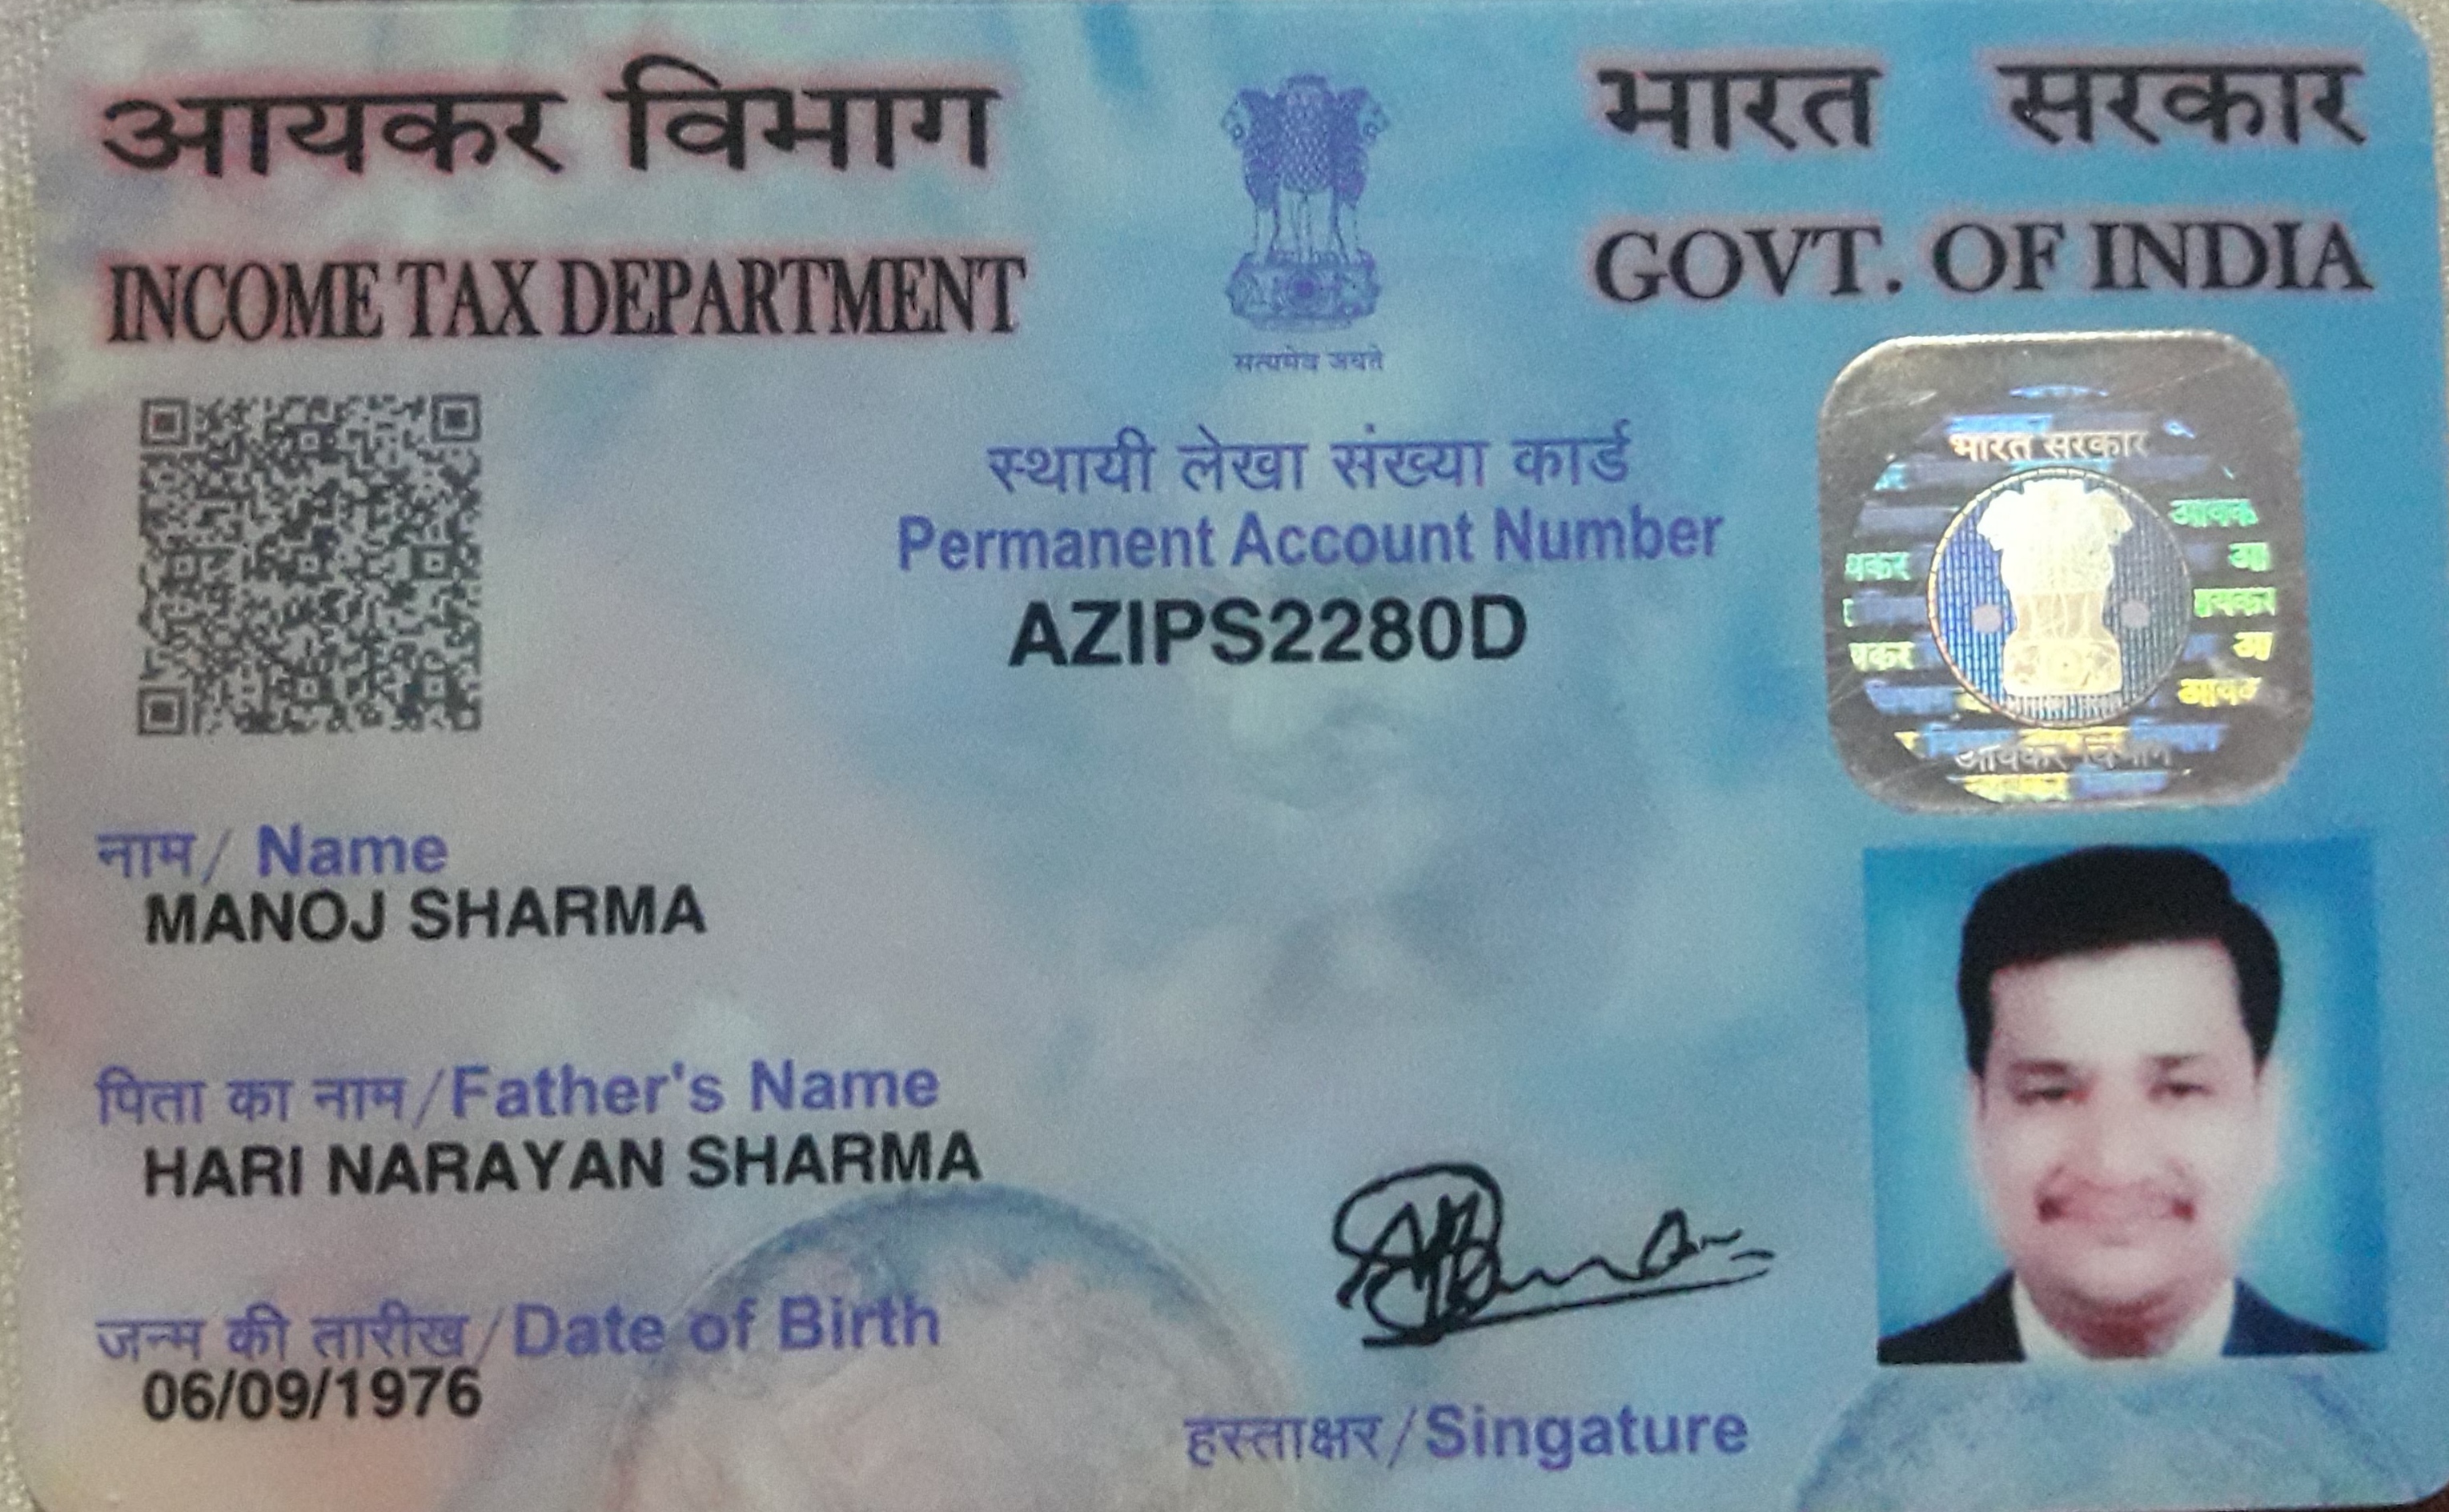 आयकर विभाग
INCOME TAX DEPARTMENT
सत्यमेव जयते
भारत सरकार
GOVT. OF INDIA
स्थायी लेखा संख्या कार्ड
Permanent Account Number
AZIPS2280D
भारत सरकार
आयकर विभाग
नाम/ Name
MANOJ SHARMA
पिता का नाम/Father's Name
HARI NARAYAN SHARMA
जन्म की तारीख/Date of Birth
06/09/1976
हस्ताक्षर/Singature